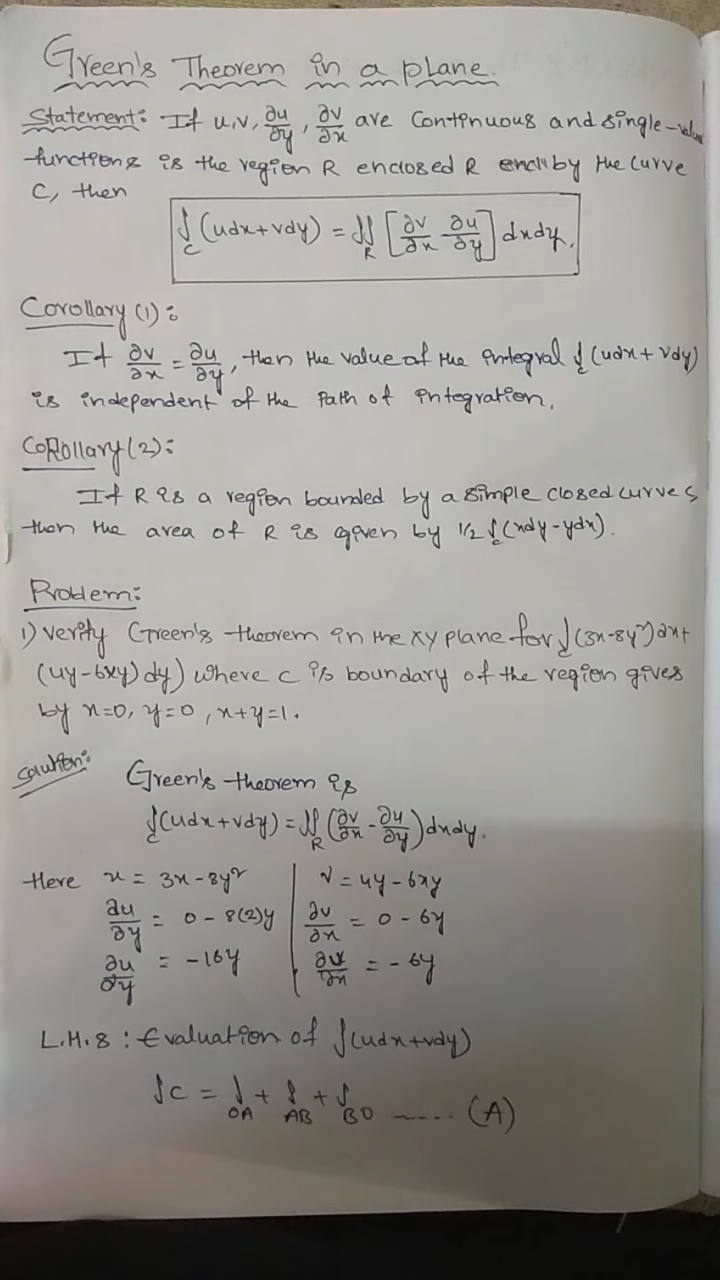 Green's Theorem in a plane.
Statement: If u,v, ∂u/∂y, ∂v/∂x are continuous and single-
functions is the region R enclosed R encl by the curve
C, then
∫_C (udx+vdy) = ∬_R [∂v/∂x - ∂u/∂y] dxdy.
Corollary (1):
If ∂v/∂x = ∂u/∂y, then the value of the integral ∫_C (udx+vdy)
is independent of the path of integration.
CoRollary (2):
If R is a region bounded by a simple closed curves
then the area of R is given by 1/2 ∫_C (xdy-ydx).
Problem:
1) verify Green's theorem in the xy plane for ∫_C (3x-8y²) dx+
(4y-6xy) dy) where c is boundary of the region gives
by x=0, y=0, x+y=1.
Solution:
Green's theorem is
∫_C (udx+vdy) = ∬_R (∂v/∂x - ∂u/∂y) dxdy.
Here u = 3x-8y² | v = 4y-6xy
∂u/∂y = 0-8(2)y | ∂v/∂x = 0-6y
∂u/∂y = -16y | ∂v/∂x = -6y
L.H.S : Evaluation of ∫(udx+vdy)
∫C = ∫_OA + ∫_AB + ∫_BO ...... (A)